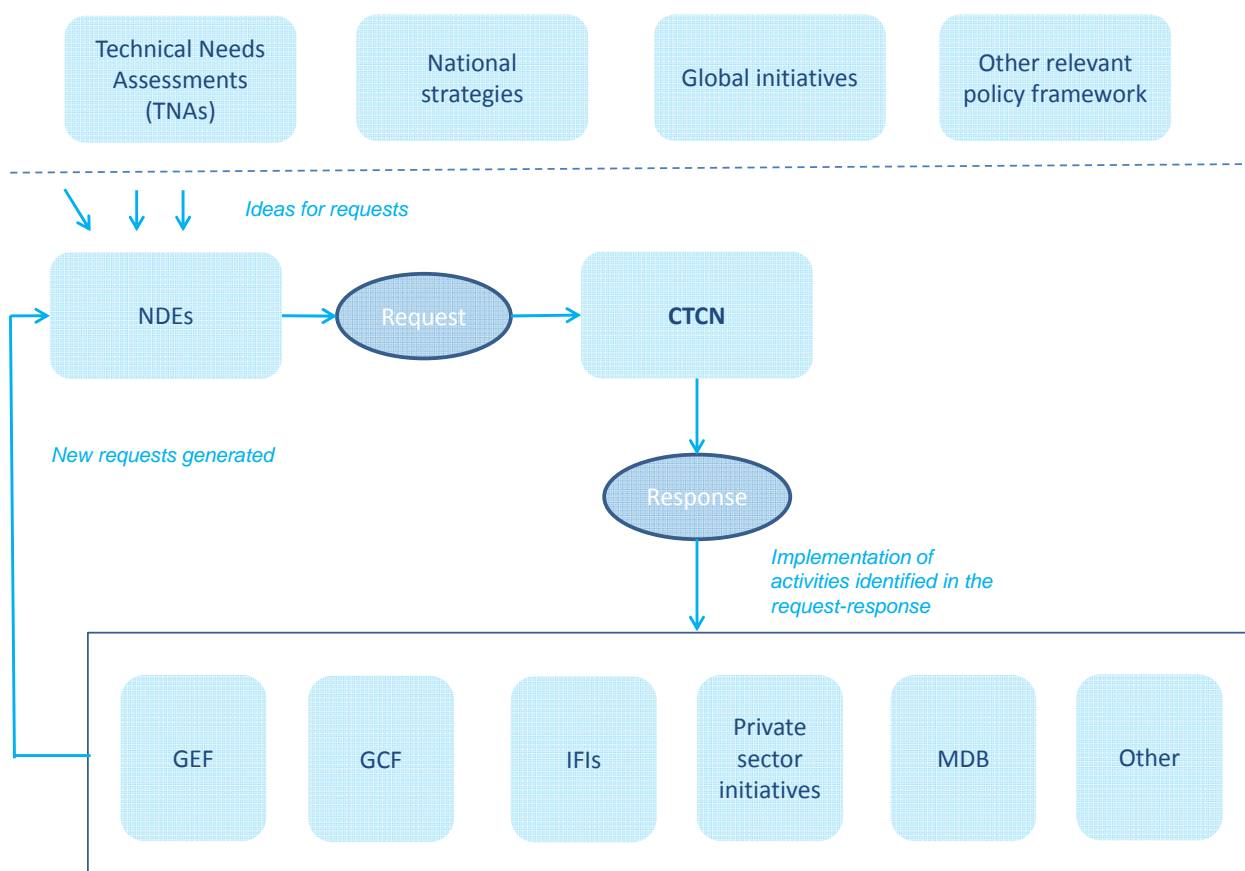 Technical Needs
Assessments
(TNAs)
National
strategies
Global initiatives
Other relevant
policy framework
Ideas for requests
NDEs
Request
CTCN
New requests generated
Response
Implementation of
activities identified in the
request-response
GEF
GCF
IFIs
Private
sector
initiatives
MDB
Other